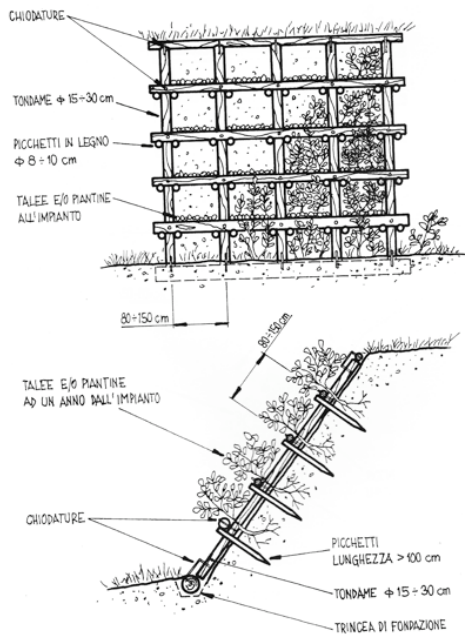 CHIODATURE
TONDAME ϕ 15÷30 cm
PICCHETTI IN LEGNO
ϕ 8÷10 cm
TALEE E/O PIANTINE
ALL'IMPIANTO
80÷150 cm
80÷150 cm.
TALEE E/O PIANTINE
AD UN ANNO DALL'IMPIANTO
CHIODATURE
PICCHETTI
LUNGHEZZA > 100 cm
TONDAME ϕ 15÷30 cm
TRINCEA DI FONDAZIONE